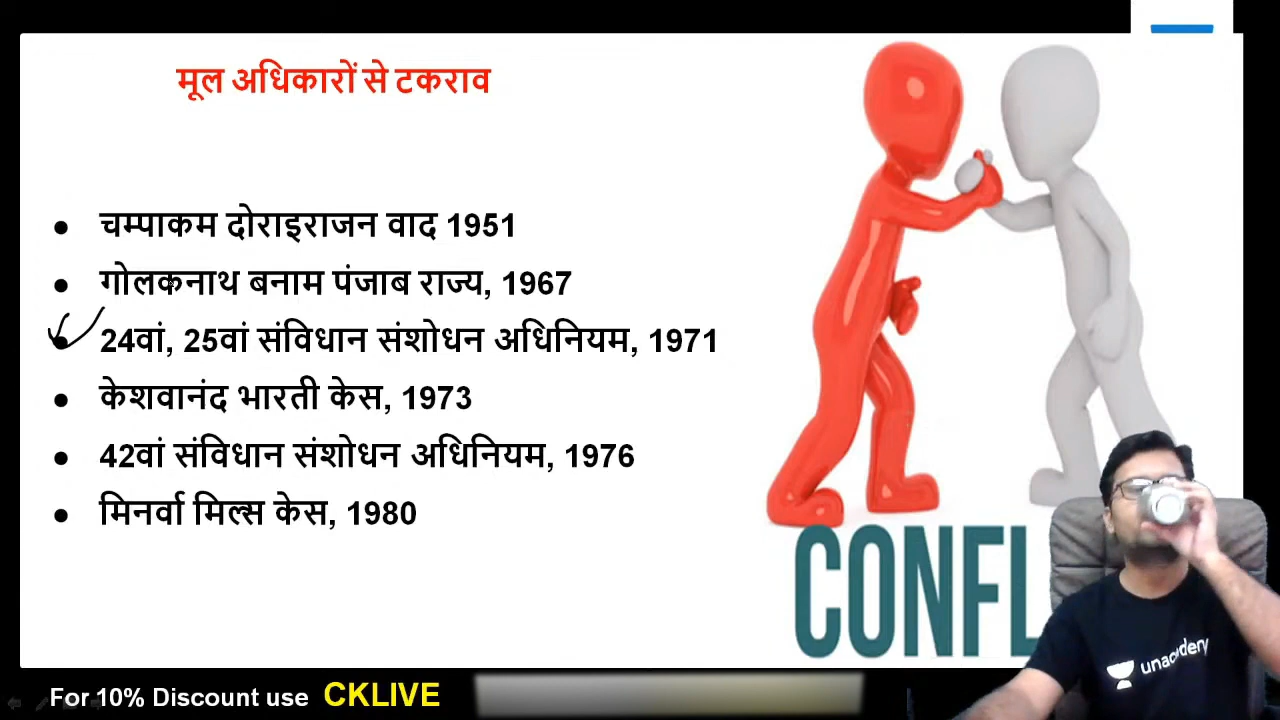 मूल अधिकारों से टकराव
चम्पाकम दोराइराजन वाद 1951
गोलकनाथ बनाम पंजाब राज्य, 1967
24वां, 25वां संविधान संशोधन अधिनियम, 1971
केशवानंद भारती केस, 1973
42वां संविधान संशोधन अधिनियम, 1976
मिनर्वा मिल्स केस, 1980
CONFL
unacademy
For 10% Discount use CKLIVE